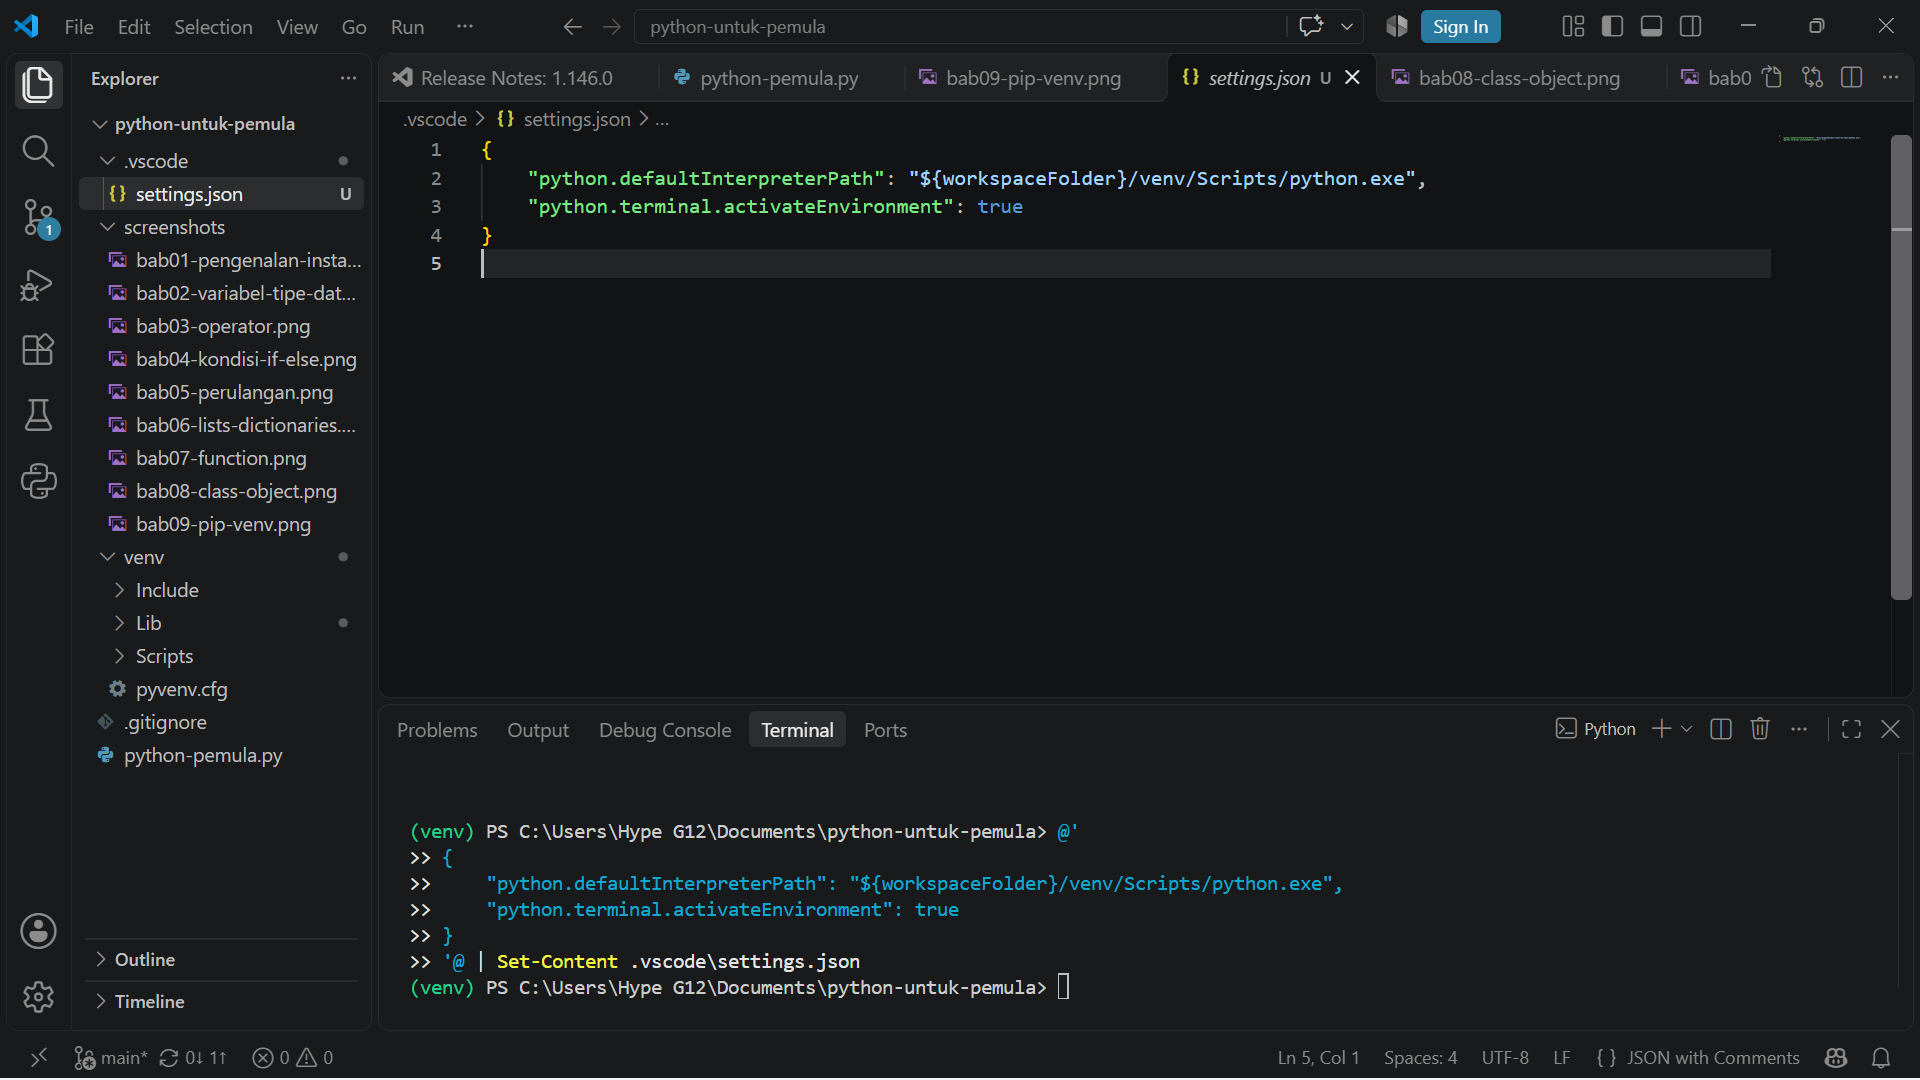 File Edit Selection View Go Run ··· python-untuk-pemula Sign In
Explorer ···
python-untuk-pemula
.vscode
{} settings.json U
screenshots
bab01-pengenalan-insta...
bab02-variabel-tipe-dat...
bab03-operator.png
bab04-kondisi-if-else.png
bab05-perulangan.png
bab06-lists-dictionaries....
bab07-function.png
bab08-class-object.png
bab09-pip-venv.png
venv
Include
Lib
Scripts
pyvenv.cfg
.gitignore
python-pemula.py
Outline
Timeline
1
Release Notes: 1.146.0 python-pemula.py bab09-pip-venv.png {} settings.json U bab08-class-object.png bab0 ···
.vscode > {} settings.json > ...
1 {
2 "python.defaultInterpreterPath": "${workspaceFolder}/venv/Scripts/python.exe",
3 "python.terminal.activateEnvironment": true
4 }
5
Problems Output Debug Console Terminal Ports Python ···
(venv) PS C:\Users\Hype G12\Documents\python-untuk-pemula> @'
>> {
>> "python.defaultInterpreterPath": "${workspaceFolder}/venv/Scripts/python.exe",
>> "python.terminal.activateEnvironment": true
>> }
>> '@ | Set-Content .vscode\settings.json
(venv) PS C:\Users\Hype G12\Documents\python-untuk-pemula>
main* 0↓ 1↑ 0 0 Ln 5, Col 1 Spaces: 4 UTF-8 LF {} JSON with Comments